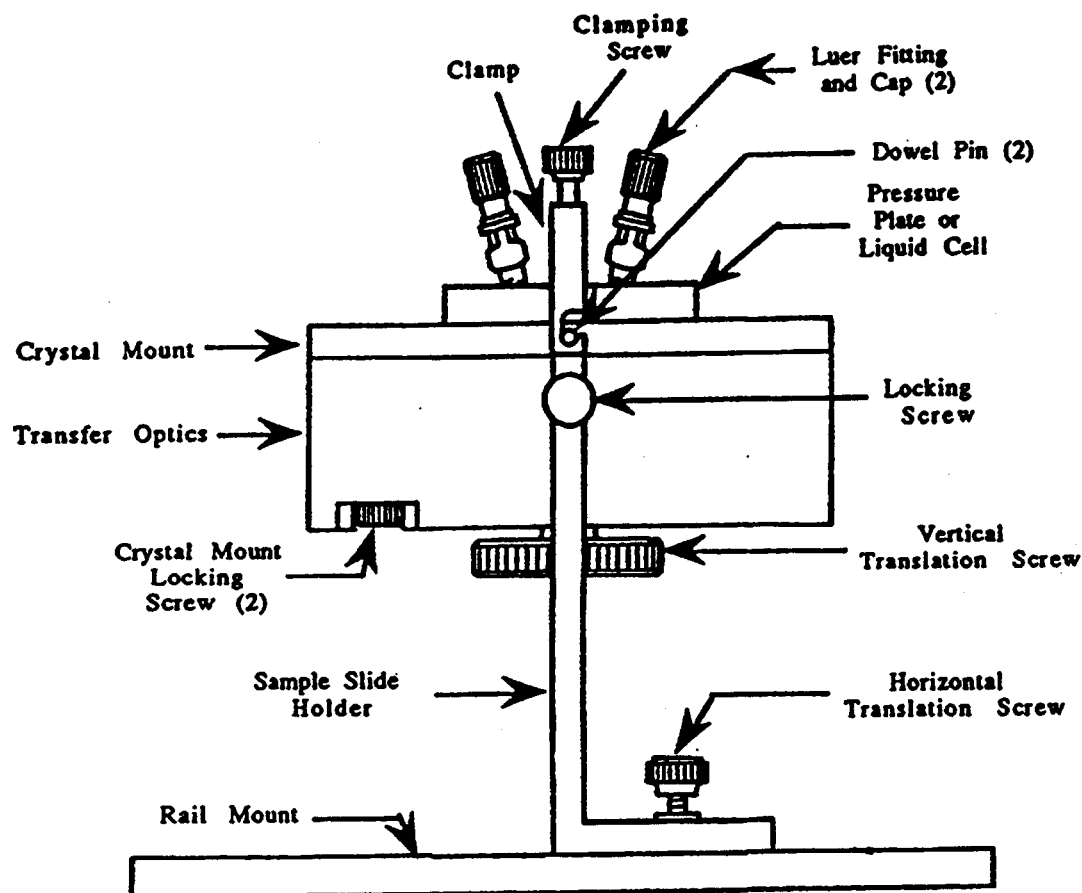 Clamping
Screw
Clamp
Luer Fitting
and Cap (2)
Dowel Pin (2)
Pressure
Plate or
Liquid Cell
Crystal Mount
Locking
Screw
Transfer Optics
Crystal Mount
Locking
Screw (2)
Vertical
Translation Screw
Sample Slide
Holder
Horizontal
Translation Screw
Rail Mount